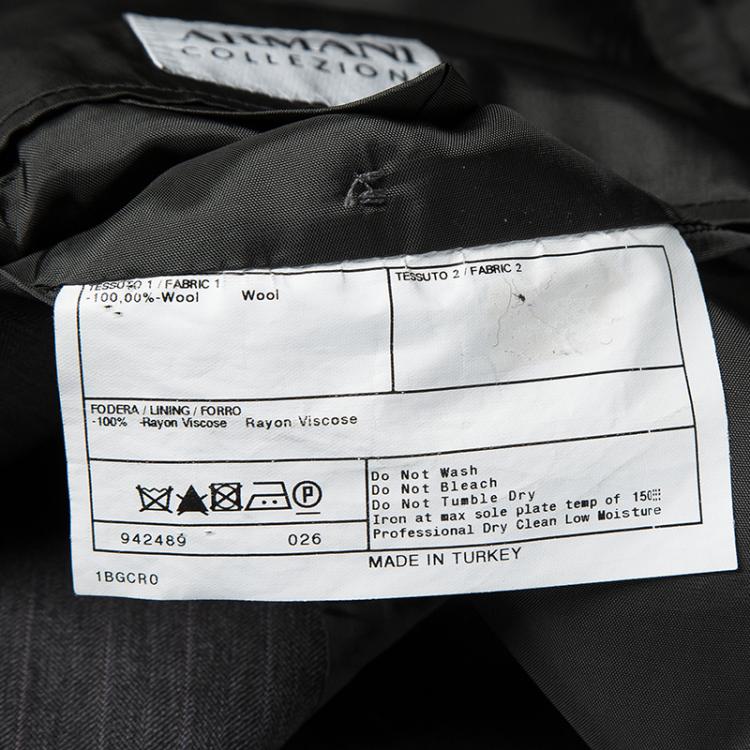 ARMANI
COLLEZIONI
TESSUTO 1 / FABRIC 1
-100,00%-Wool Wool
TESSUTO 2 / FABRIC 2
FODERA / LINING / FORRO
-100% -Rayon Viscose Rayon Viscose
P
Do Not Wash
Do Not Bleach
Do Not Tumble Dry
Iron at max sole plate temp of 150
Professional Dry Clean Low Moisture
942489 026
MADE IN TURKEY
1BGCR0